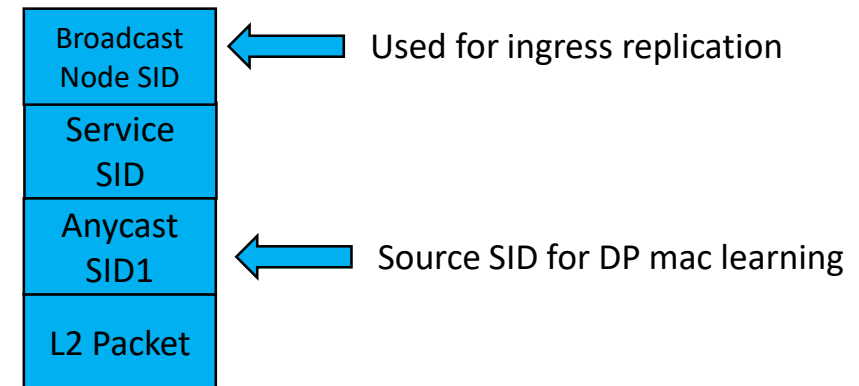 Broadcast
Node SID
Used for ingress replication
Service
SID
Anycast
SID1
Source SID for DP mac learning
L2 Packet